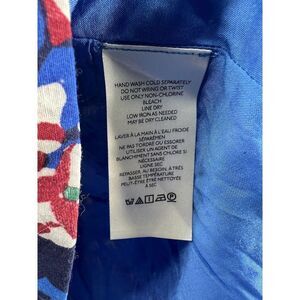 HAND WASH COLD SEPARATELY
DO NOT WRING OR TWIST
USE ONLY NON-CHLORINE
BLEACH
LINE DRY
LOW IRON AS NEEDED
MAY BE DRY CLEANED
LAVER À LA MAIN À L'EAU FROIDE
SÉPARÉMENT
NE PAS TORDRE OU ESSORER
UTILISER UN AGENT DE
BLANCHIMENT SANS CHLORE SI
NÉCESSAIRE
LIGNE SEC
REPASSER, AU BESOIN, À TRÈS
BASSE TEMPÉRATURE
PEUT-ÊTRE ÊTRE NETTOYÉE
À SEC